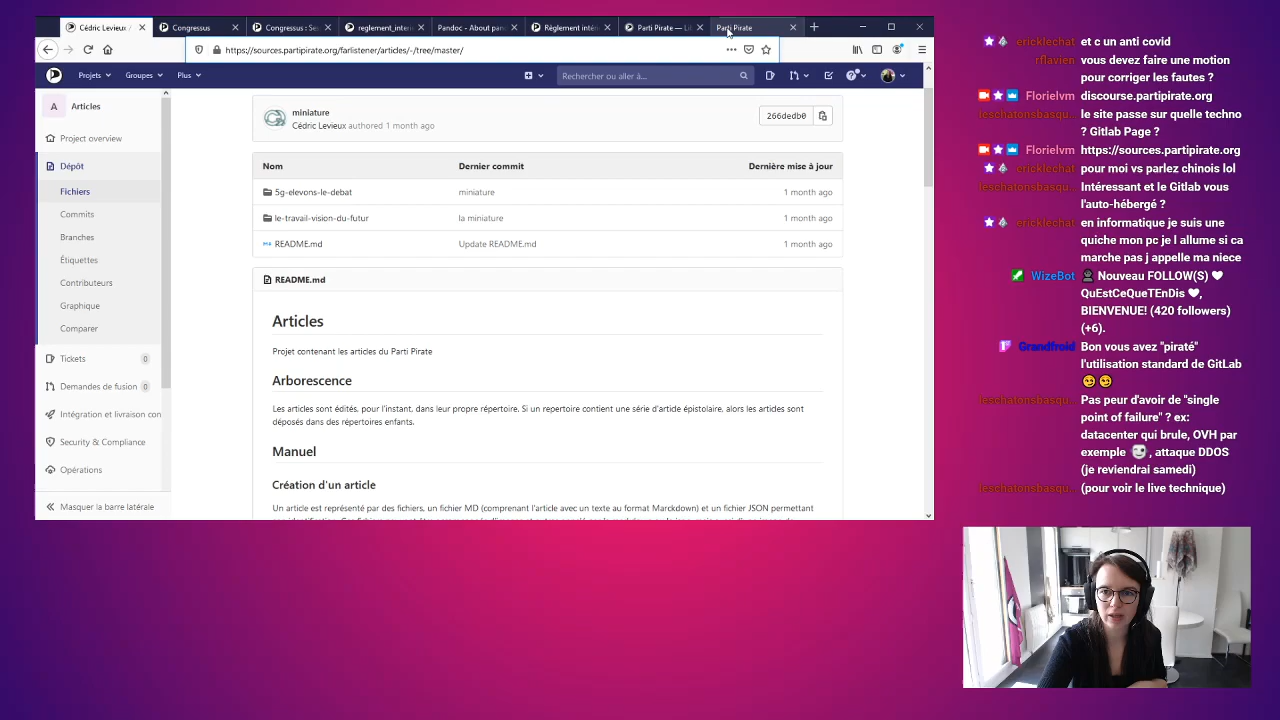 Cédric Levieux /
Congressus
Congressus : Sé
reglement_interi
Pandoc - About pan
Règlement intéri
Parti Pirate — Li
Parti Pirate
https://sources.partipirate.org/farlistener/articles/-/tree/master/
Projets
Groupes
Plus
Rechercher ou aller à...
A
Articles
Project overview
Dépôt
Fichiers
Commits
Branches
Étiquettes
Contributeurs
Graphique
Comparer
Tickets 0
Demandes de fusion 0
Intégration et livraison con
Security & Compliance
Opérations
Masquer la barre latérale
miniature
Cédric Levieux authored 1 month ago
266dedb0
Nom Dernier commit Dernière mise à jour
5g-elevons-le-debat miniature 1 month ago
le-travail-vision-du-futur la miniature 1 month ago
README.md Update README.md 1 month ago
README.md
Articles
Projet contenant les articles du Parti Pirate
Arborescence
Les articles sont édités, pour l'instant, dans leur propre répertoire. Si un repertoire contient une série d'article épistolaire, alors les articles sont
déposés dans des répertoires enfants.
Manuel
Création d'un article
Un article est représenté par des fichiers, un fichier MD (comprenant l'article avec un texte au format Marckdown) et un fichier JSON permettant
ericklechat et c un anti covid
rflavien vous devez faire une motion
pour corriger les fautes ?
Florielvm discourse.partipirate.org
leschatonsbasqu... le site passe sur quelle techno
? Gitlab Page ?
Florielvm https://sources.partipirate.org
ericklechat pour moi vs parlez chinois lol
leschatonsbasqu... Intéressant et le Gitlab vous
l'auto-hébergé ?
ericklechat en informatique je suis une
quiche mon pc je l allume si ca
marche pas j appelle ma niece
WizeBot Nouveau FOLLOW(S)
QuEstCeQueTEnDis,
BIENVENUE! (420 followers)
(+6).
Grandfroid Bon vous avez "piraté"
l'utilisation standard de GitLab
leschatonsbasqu... Pas peur d'avoir de "single
point of failure" ? ex:
datacenter qui brule, OVH par
exemple , attaque DDOS
(je reviendrai samedi)
leschatonsbasqu... (pour voir le live technique)